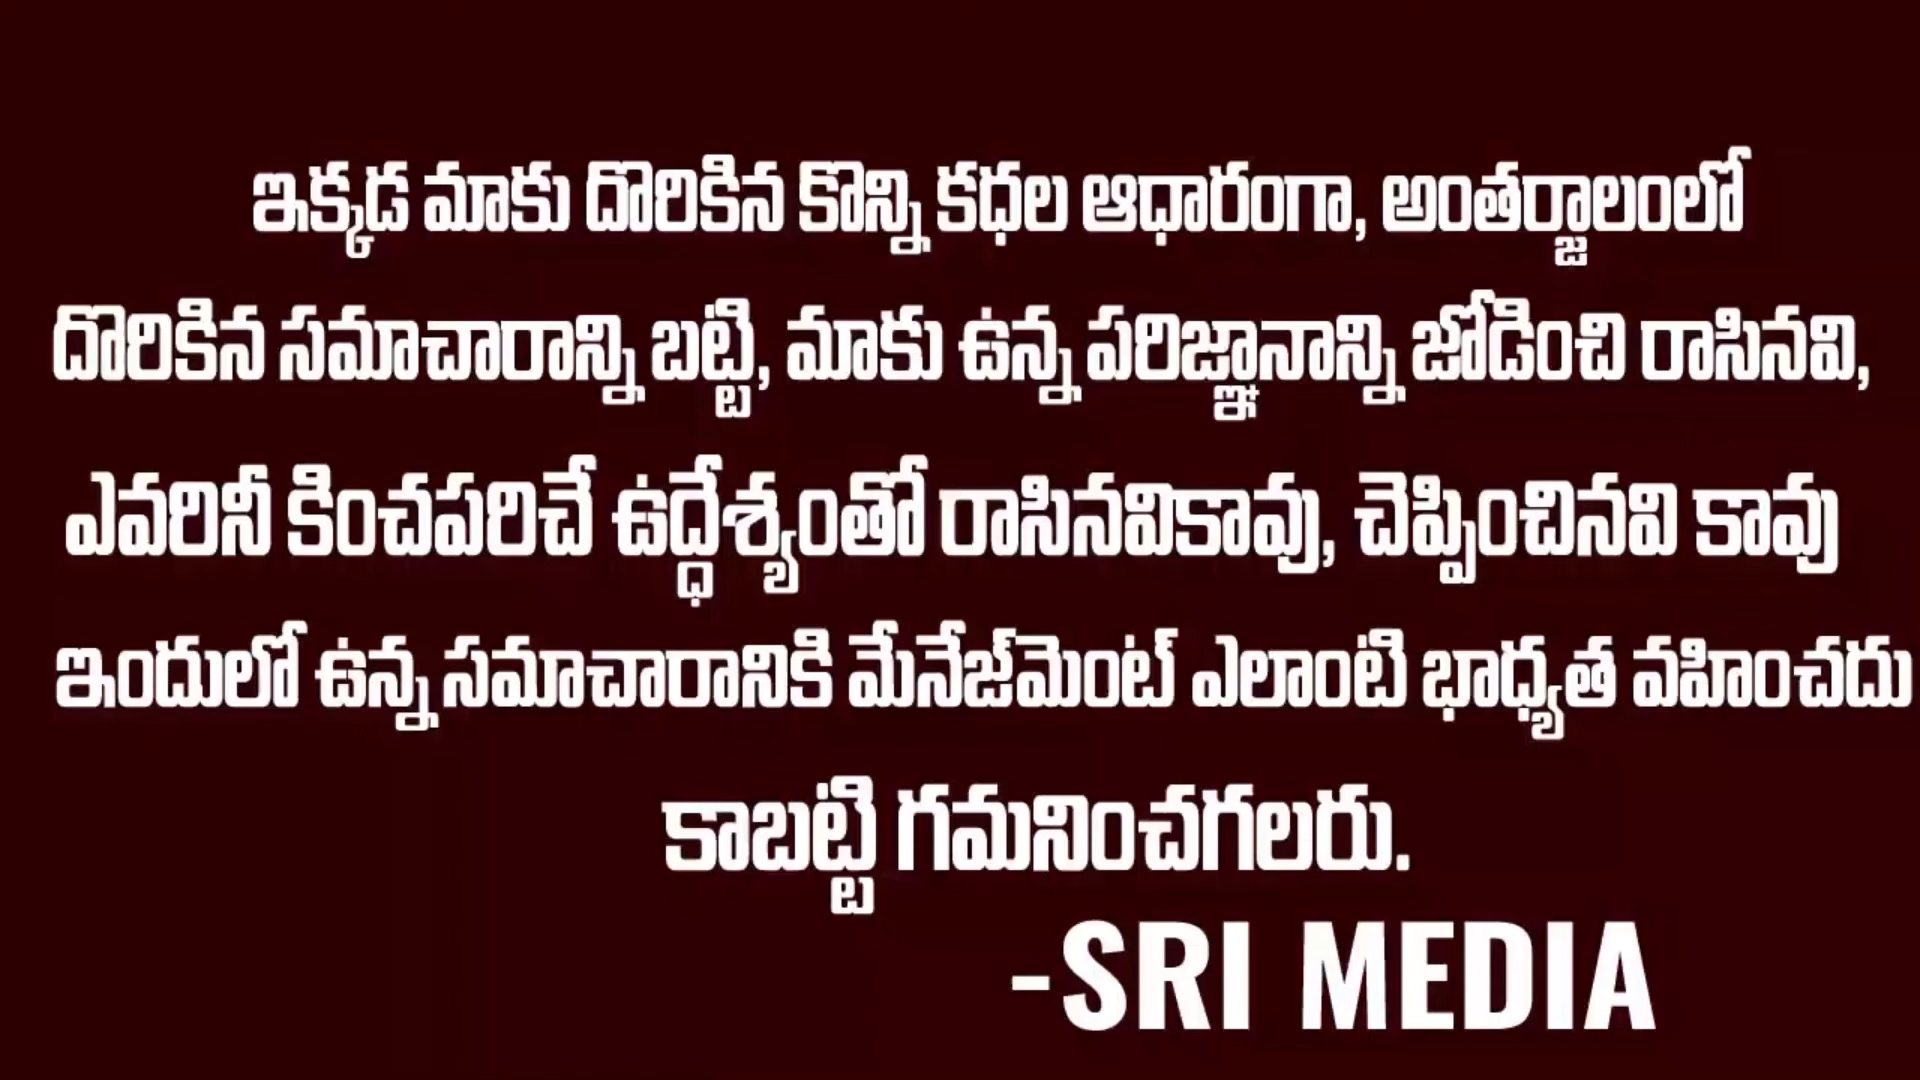 ఇక్కడ మాకు దొరికిన కొన్ని కధల ఆధారంగా, అంతర్జాలంలో
దొరికిన సమాచారాన్ని బట్టి, మాకు ఉన్న పరిజ్ఞానాన్ని జోడించి రాసినవి,
ఎవరినీ కించపరిచే ఉద్ధేశ్యంతో రాసినవికావు, చెప్పించినవి కావు
ఇందులో ఉన్న సమాచారానికి మేనేజ్‌మెంట్ ఎలాంటి భాధ్యత వహించదు
కాబట్టి గమనించగలరు.
-SRI MEDIA